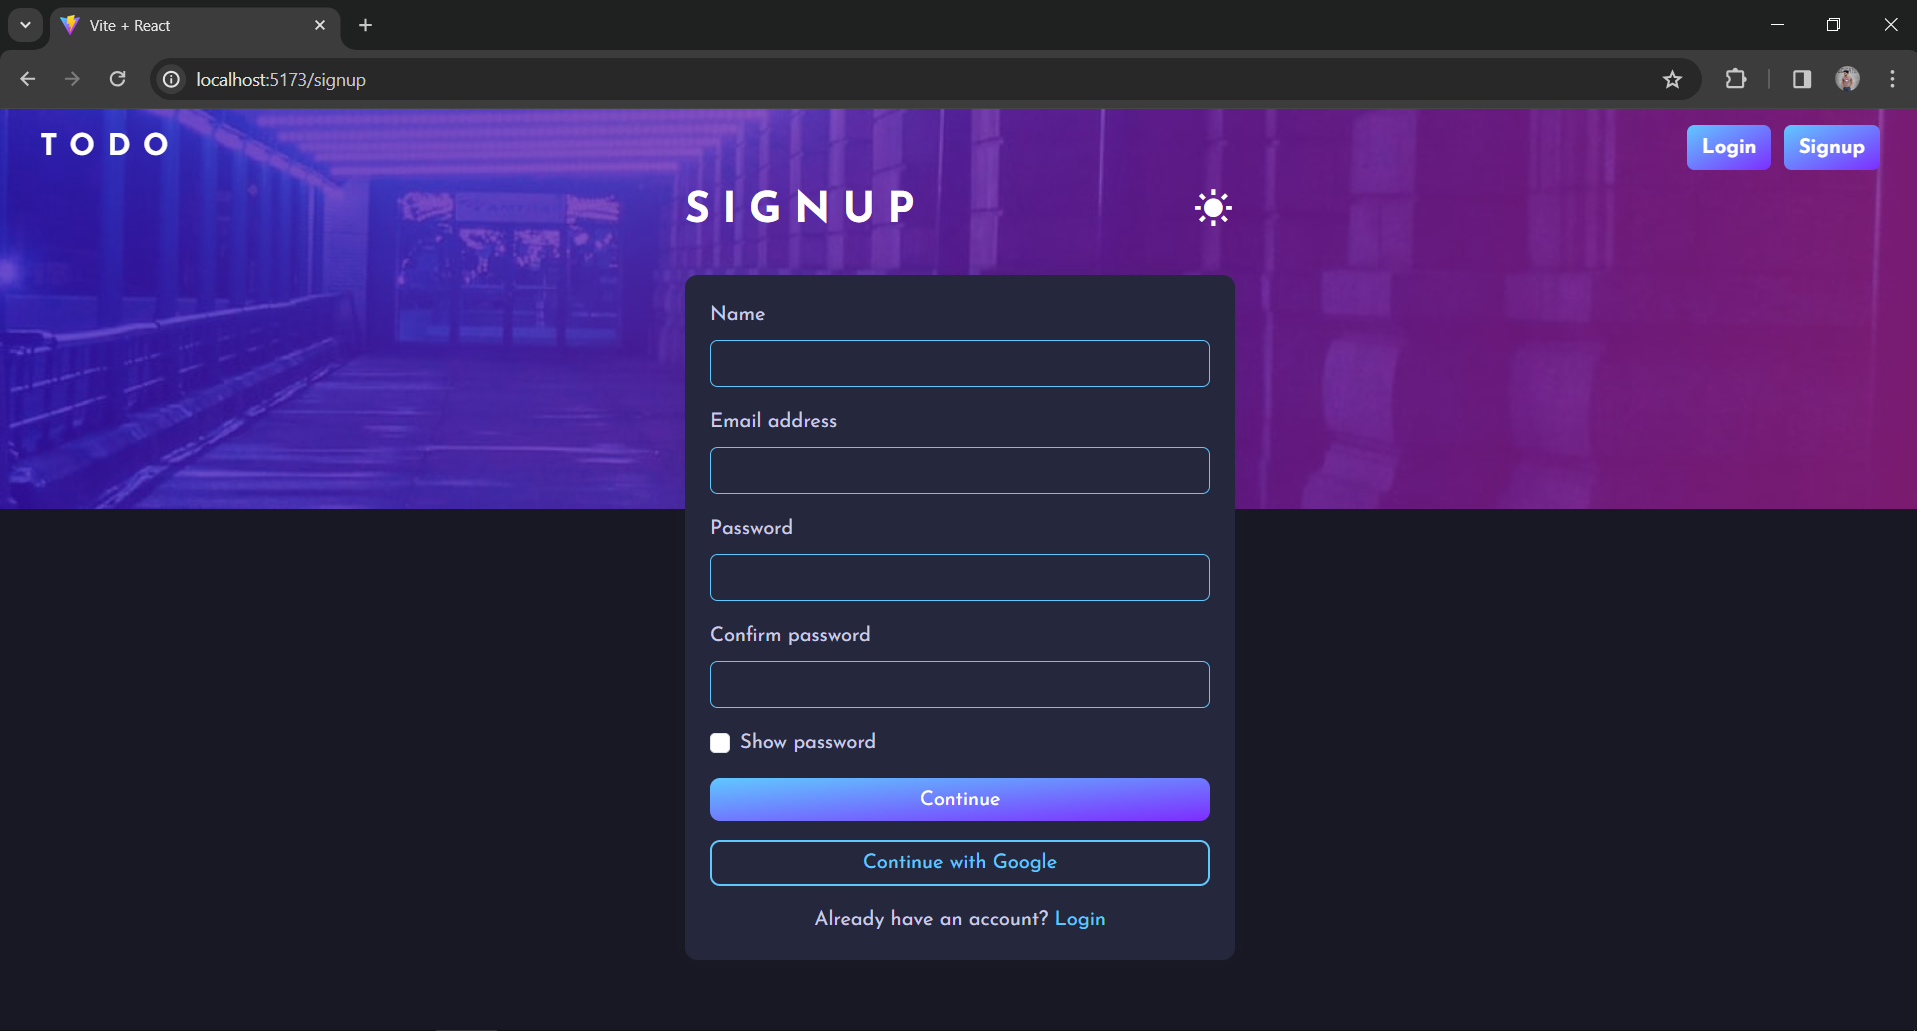 Vite + React
localhost:5173/signup
TODO
Login
Signup
SIGNUP
Name
Email address
Password
Confirm password
Show password
Continue
Continue with Google
Already have an account? Login